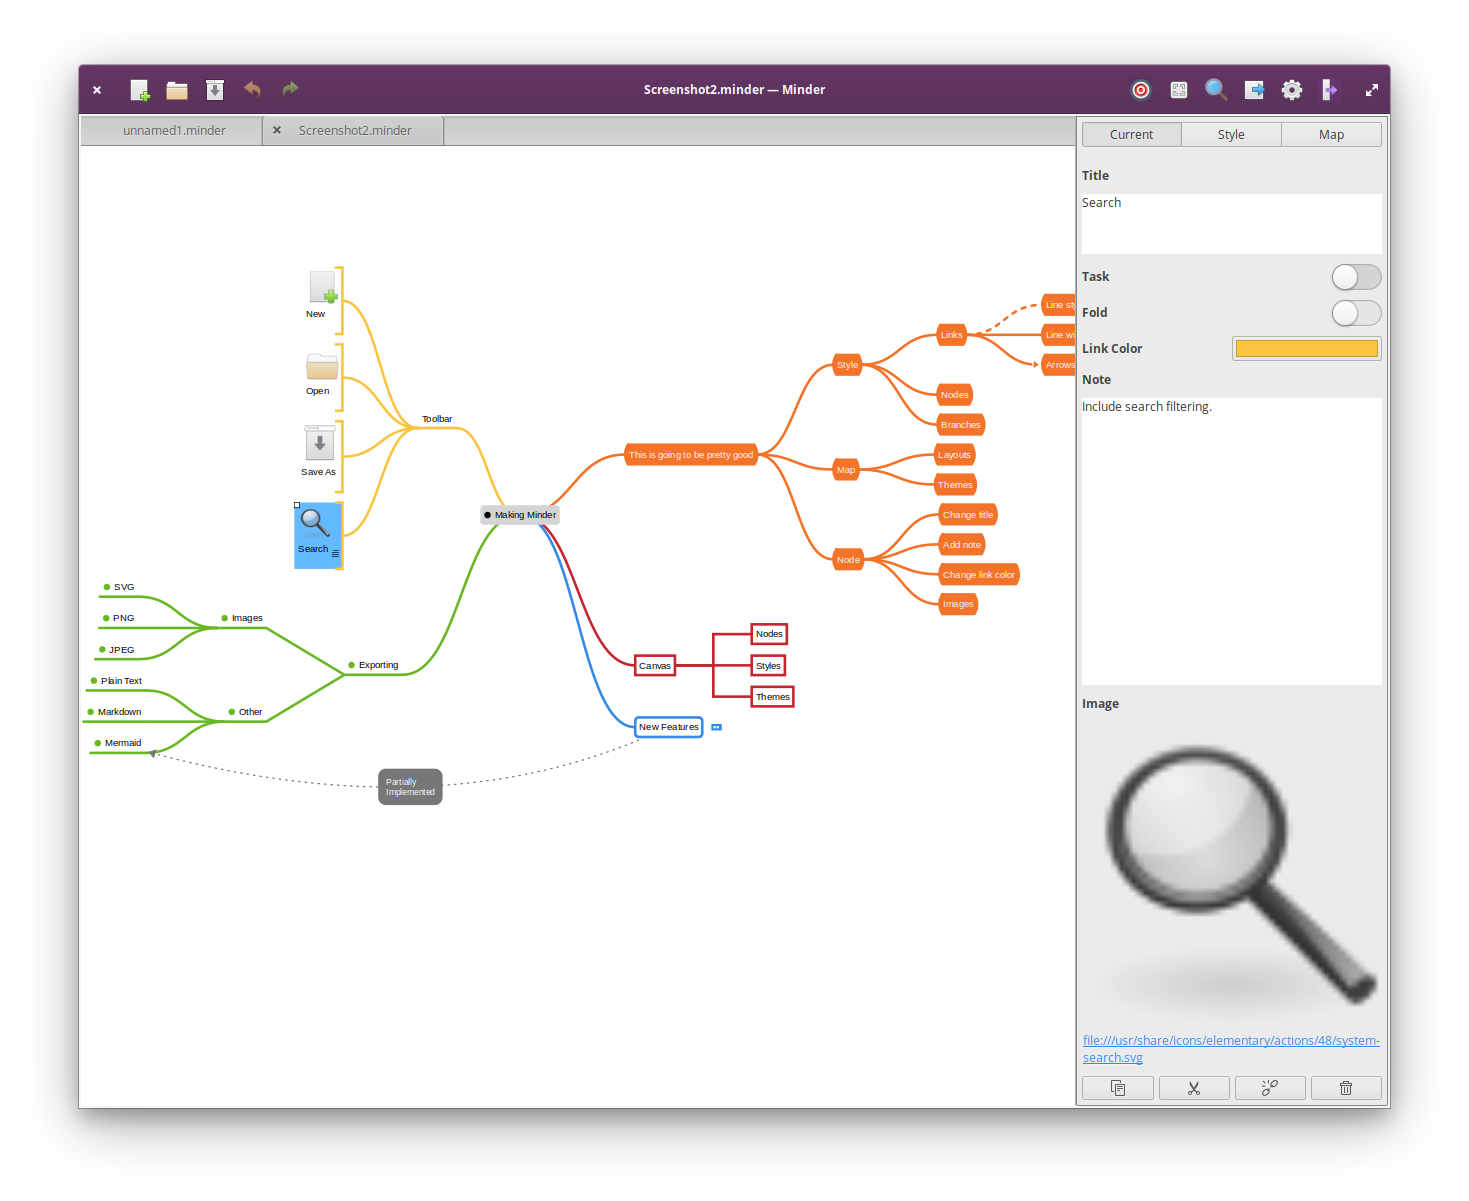 Screenshot2.minder — Minder
unnamed1.minder
Screenshot2.minder
Current
Style
Map
Title
Search
Task
Fold
Link Color
Note
Include search filtering.
Image
file:///usr/share/icons/elementary/actions/48/system-
search.svg
New
Open
Save As
Search
Toolbar
Making Minder
This is going to be pretty good
Style
Links
Line
Line
Arrows
Nodes
Branches
Map
Layouts
Themes
Node
Change title
Add note
Change link color
Images
SVG
PNG
JPEG
Images
Exporting
Plain Text
Markdown
Mermaid
Other
Canvas
Nodes
Styles
Themes
New Features
Partially
Implemented